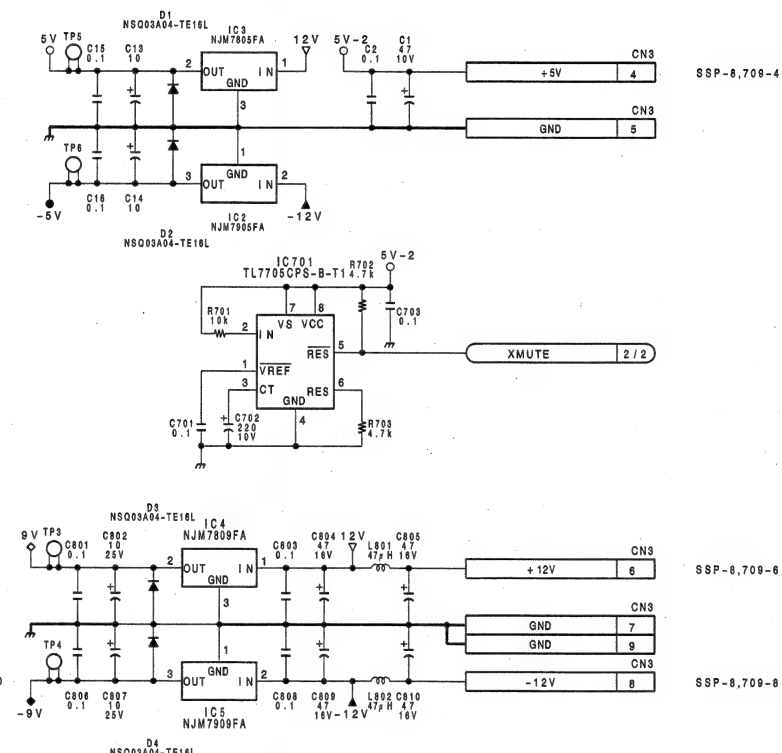 D1
NSQ03A04-TE16L
IC3
NJM7805FA
5V TP5
C15
0.1
C13
10
2 OUT IN 1
GND
3
12V
5V-2
C2
0.1
C1
47
10V
CN3
+5V 4
SSP-8,709-4
CN3
GND 5
TP6
1
GND
3 OUT IN 2
-5V
C16
0.1
C14
10
IC2
NJM7905FA
-12V
D2
NSQ03A04-TE16L
IC701
TL7705CPS-B-T1
R702
4.7k
5V-2
R701
10k
7 8
VS VCC
C703
0.1
2 IN
RES 5
XMUTE 2/2
1 VREF
3 CT
RES 6
GND
4
C701
0.1
C702
220
10V
R703
4.7k
D3
NSQ03A04-TE16L
IC4
NJM7809FA
9V TP3
C801
0.1
C802
10
25V
2 OUT IN 1
GND
3
C803
0.1
C804
47
16V
12V
L801
47μH
C805
47
16V
CN3
+12V 6
SSP-8,709-6
CN3
GND 7
GND 9
TP4
1
GND
3 OUT IN 2
CN3
-12V 8
SSP-8,709-8
-9V
C806
0.1
C807
10
25V
IC5
NJM7909FA
C808
0.1
C809
47
16V
-12V
L802
47μH
C810
47
16V
D4
NSQ03A04-TE16L